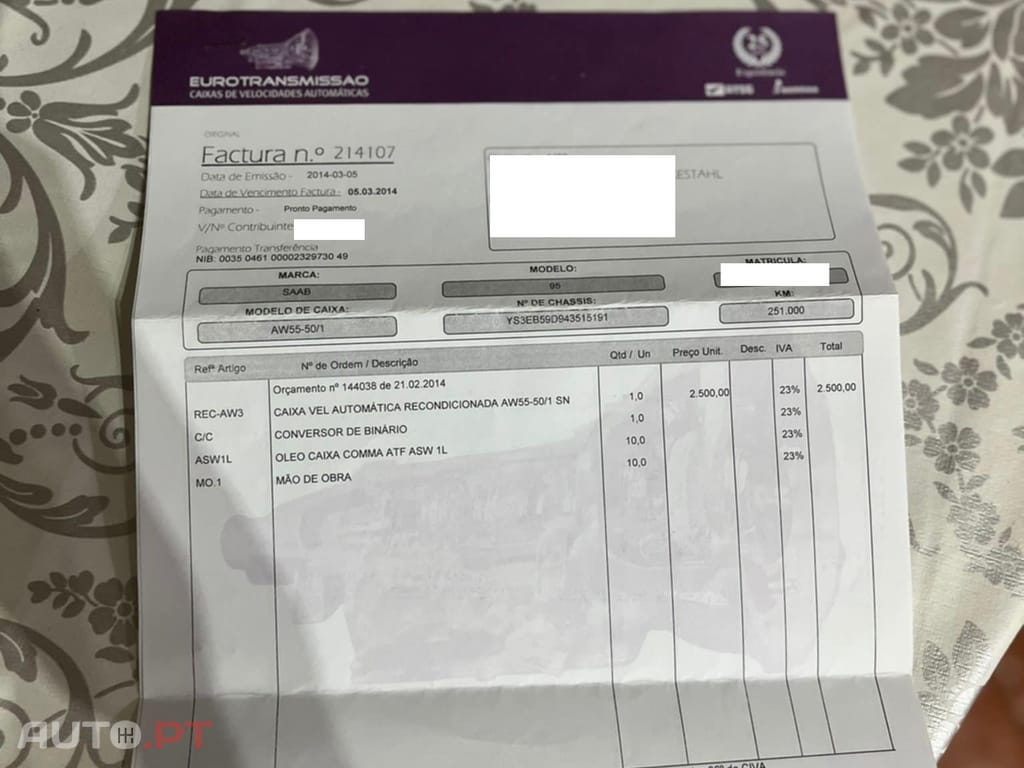 EUROTRANSMISSAO
CAIXAS DE VELOCIDADES AUTOMÁTICAS
ORIGINAL
Factura n.º 214107
Data de Emissão - 2014-03-05
Data de Vencimento Factura - 05.03.2014
Pagamento - Pronto Pagamento
V/Nº Contribuinte
Pagamento Transferência
NIB: 0035 0461 00002329730 49
ESTAHL
MARCA: MODELO: MATRICULA:
SAAB 95
MODELO DE CAIXA: Nº DE CHASSIS: KM:
AW55-50/1 YS3EB59D943515191 251.000
Refª Artigo Nº de Ordem / Descrição Qtd / Un Preço Unit. Desc. IVA Total
Orçamento nº 144038 de 21.02.2014
REC-AW3 CAIXA VEL AUTOMÁTICA RECONDICIONADA AW55-50/1 SN 1,0 2.500,00 23% 2.500,00
C/C CONVERSOR DE BINÁRIO 1,0 23%
ASW1L OLEO CAIXA COMMA ATF ASW 1L 10,0 23%
MO.1 MÃO DE OBRA 10,0 23%
AUTO.PT